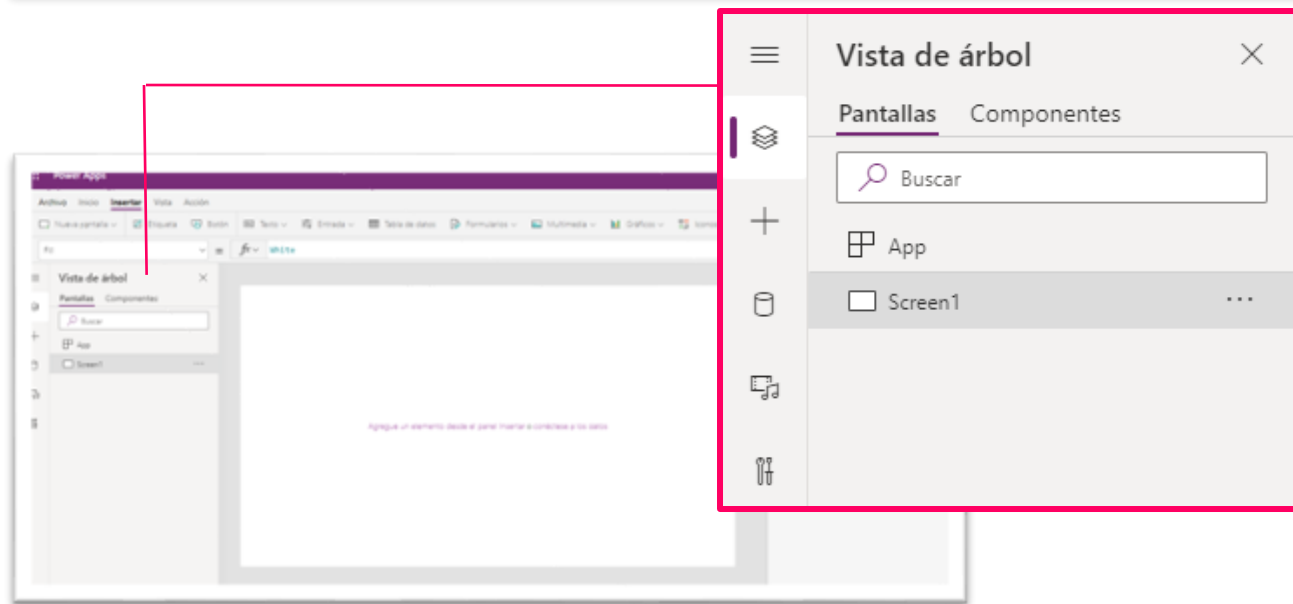 Vista de árbol
Pantallas Componentes
Buscar
App
Screen1
Power Apps
Archivo Inicio Insertar Vista Acción
Nueva pantalla Etiqueta Botón Texto Entrada Tabla de datos Formularios Multimedia Gráficos
= fx White
Vista de árbol
Pantallas Componentes
Buscar
App
Screen1
Agregue un elemento desde el panel Insertar o conéctese a los datos